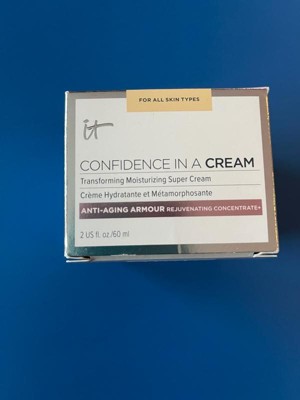 FOR ALL SKIN TYPES
it
CONFIDENCE IN A CREAM
Transforming Moisturizing Super Cream
Crème Hydratante et Métamorphosante
ANTI-AGING ARMOUR REJUVENATING CONCENTRATE+
2 US fl. oz./60 ml